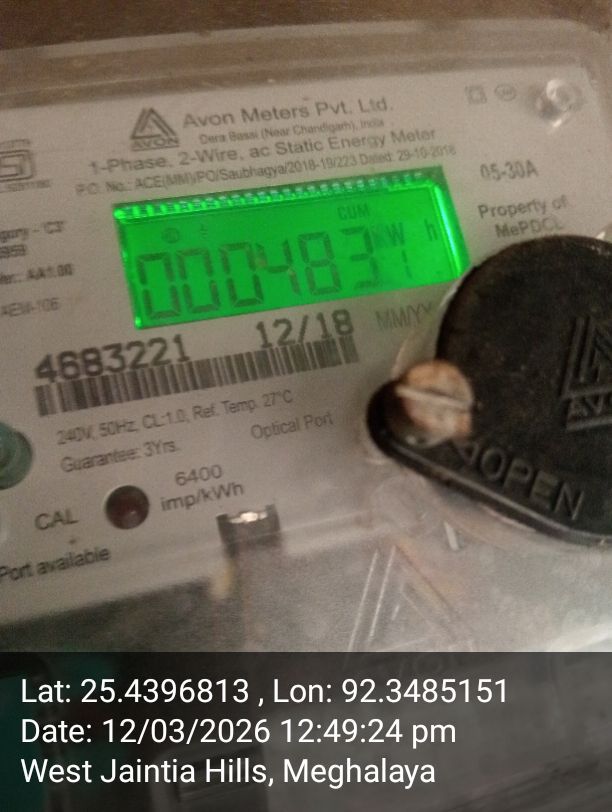 Avon Meters Pvt. Ltd.
AVON
Dera Bassi (Near Chandigarh), India
1-Phase, 2-Wire, ac Static Energy Meter
P.O. No.: ACE(MM)/PO/Saubhagya/2018-19/223 Dated: 29-10-2018
05-30A
Property of
MePDCL
CUM
kW h
4683221 12/18 MM/YY
240V, 50Hz, CL:1.0, Ref. Temp. 27°C
Guarantee: 3Yrs.
Optical Port
6400
imp/kWh
CAL
Port available
OPEN
Lat: 25.4396813 , Lon: 92.3485151
Date: 12/03/2026 12:49:24 pm
West Jaintia Hills, Meghalaya